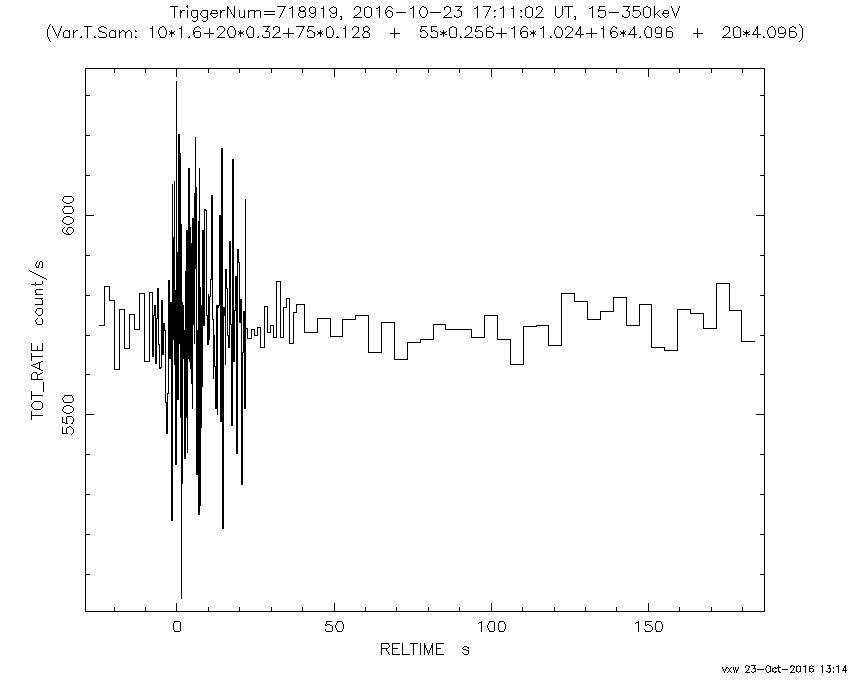 TriggerNum=718919, 2016-10-23 17:11:02 UT, 15-350keV
(Var.T.Sam: 10*1.6+20*0.32+75*0.128 + 55*0.256+16*1.024+16*4.096 + 20*4.096)
TOT_RATE count/s
6000
5500
0 50 100 150
RELTIME s
vxw 23-Oct-2016 13:14